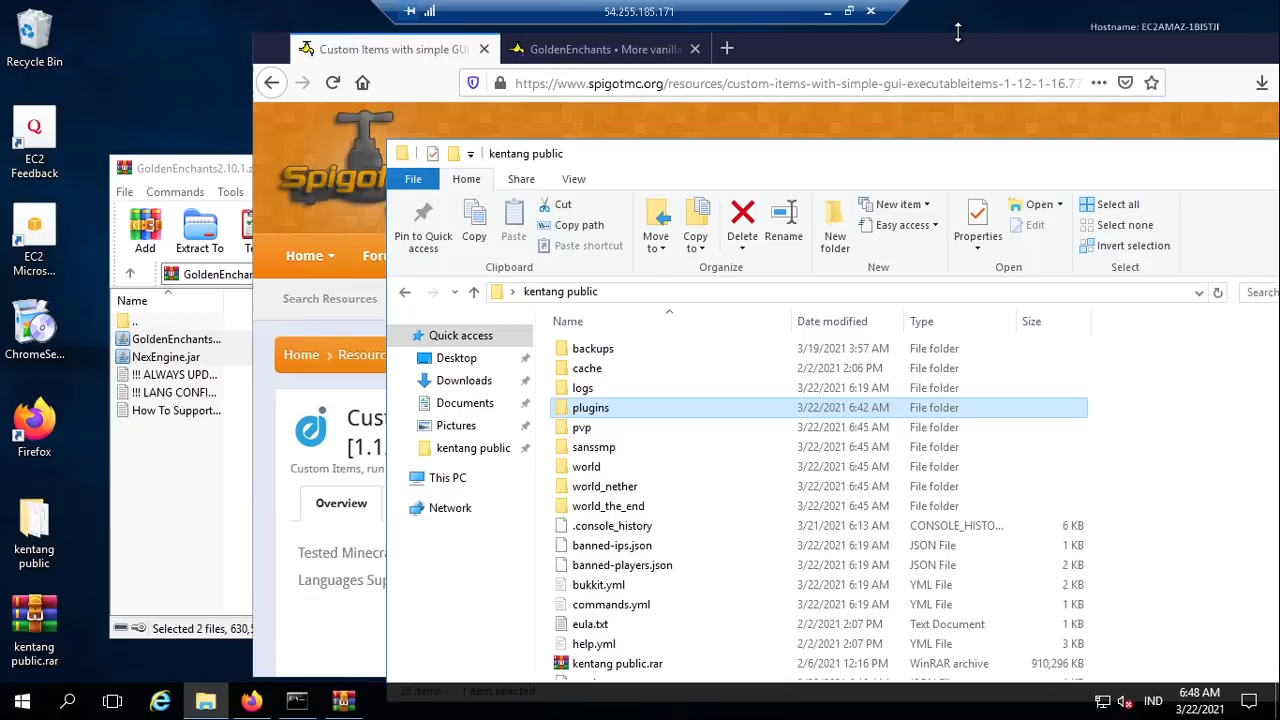 54.255.185.171
Hostname: EC2AMAZ-1BISTJI
Recycle Bin
EC2
Feedback
EC2
Micros...
ChromeSe...
Firefox
kentang
public
kentang
public.rar
GoldenEnchants2.10.1.z
File Commands Tools
Add Extract To
GoldenEnchar
Name
..
GoldenEnchants...
NexEngine.jar
!!! ALWAYS UPD...
!!! LANG CONFI...
How To Support...
Selected 2 files, 630,5
Custom Items with simple GUI
GoldenEnchants • More vanilla
https://www.spigotmc.org/resources/custom-items-with-simple-gui-executableitems-1-12-1-16.77
Spigot
Home
Search Resources
Home
Custom Items, run
Overview
Tested Minecra
kentang public
File Home Share View
Pin to Quick
access
Copy
Paste
Cut
Copy path
Paste shortcut
Clipboard
Move
to
Copy
to
Delete
Rename
Organize
New
folder
New item
Easy access
New
Properties
Open
Edit
Open
Select all
Select none
Invert selection
Select
kentang public
Quick access
Desktop
Downloads
Documents
Pictures
kentang public
This PC
Network
Name Date modified Type Size
backups 3/19/2021 3:57 AM File folder
cache 2/2/2021 2:06 PM File folder
logs 3/22/2021 6:19 AM File folder
plugins 3/22/2021 6:42 AM File folder
pvp 3/22/2021 6:45 AM File folder
sanssmp 3/22/2021 6:45 AM File folder
world 3/22/2021 6:45 AM File folder
world_nether 3/22/2021 6:45 AM File folder
world_the_end 3/22/2021 6:45 AM File folder
.console_history 3/21/2021 6:13 AM CONSOLE_HISTO... 6 KB
banned-ips.json 3/22/2021 6:19 AM JSON File 1 KB
banned-players.json 3/22/2021 6:19 AM JSON File 2 KB
bukkit.yml 3/22/2021 6:19 AM YML File 2 KB
commands.yml 3/22/2021 6:19 AM YML File 1 KB
eula.txt 2/2/2021 2:07 PM Text Document 1 KB
help.yml 2/2/2021 2:07 PM YML File 0 KB
kentang public.rar 2/6/2021 12:16 PM WinRAR archive 910,296 KB
28 items 1 item selected
IND
6:48 AM
3/22/2021